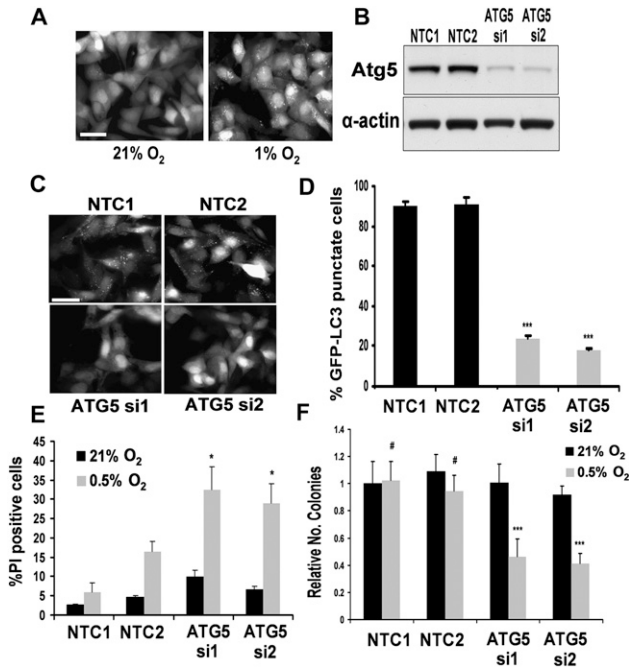 A
21% O2
1% O2
B
NTC1 NTC2 ATG5 si1 ATG5 si2
Atg5
α-actin
C
NTC1 NTC2
ATG5 si1 ATG5 si2
D
% GFP-LC3 punctate cells
100
80
60
40
20
0
*** ***
NTC1 NTC2 ATG5 si1 ATG5 si2
E
21% O2
0.5% O2
%PI positive cells
45
40
35
30
25
20
15
10
5
0
* *
NTC1 NTC2 ATG5 si1 ATG5 si2
F
21% O2
0.5% O2
Relative No. Colonies
1.4
1.2
1.0
0.8
0.6
0.4
0.2
0
# # *** ***
NTC1 NTC2 ATG5 si1 ATG5 si2